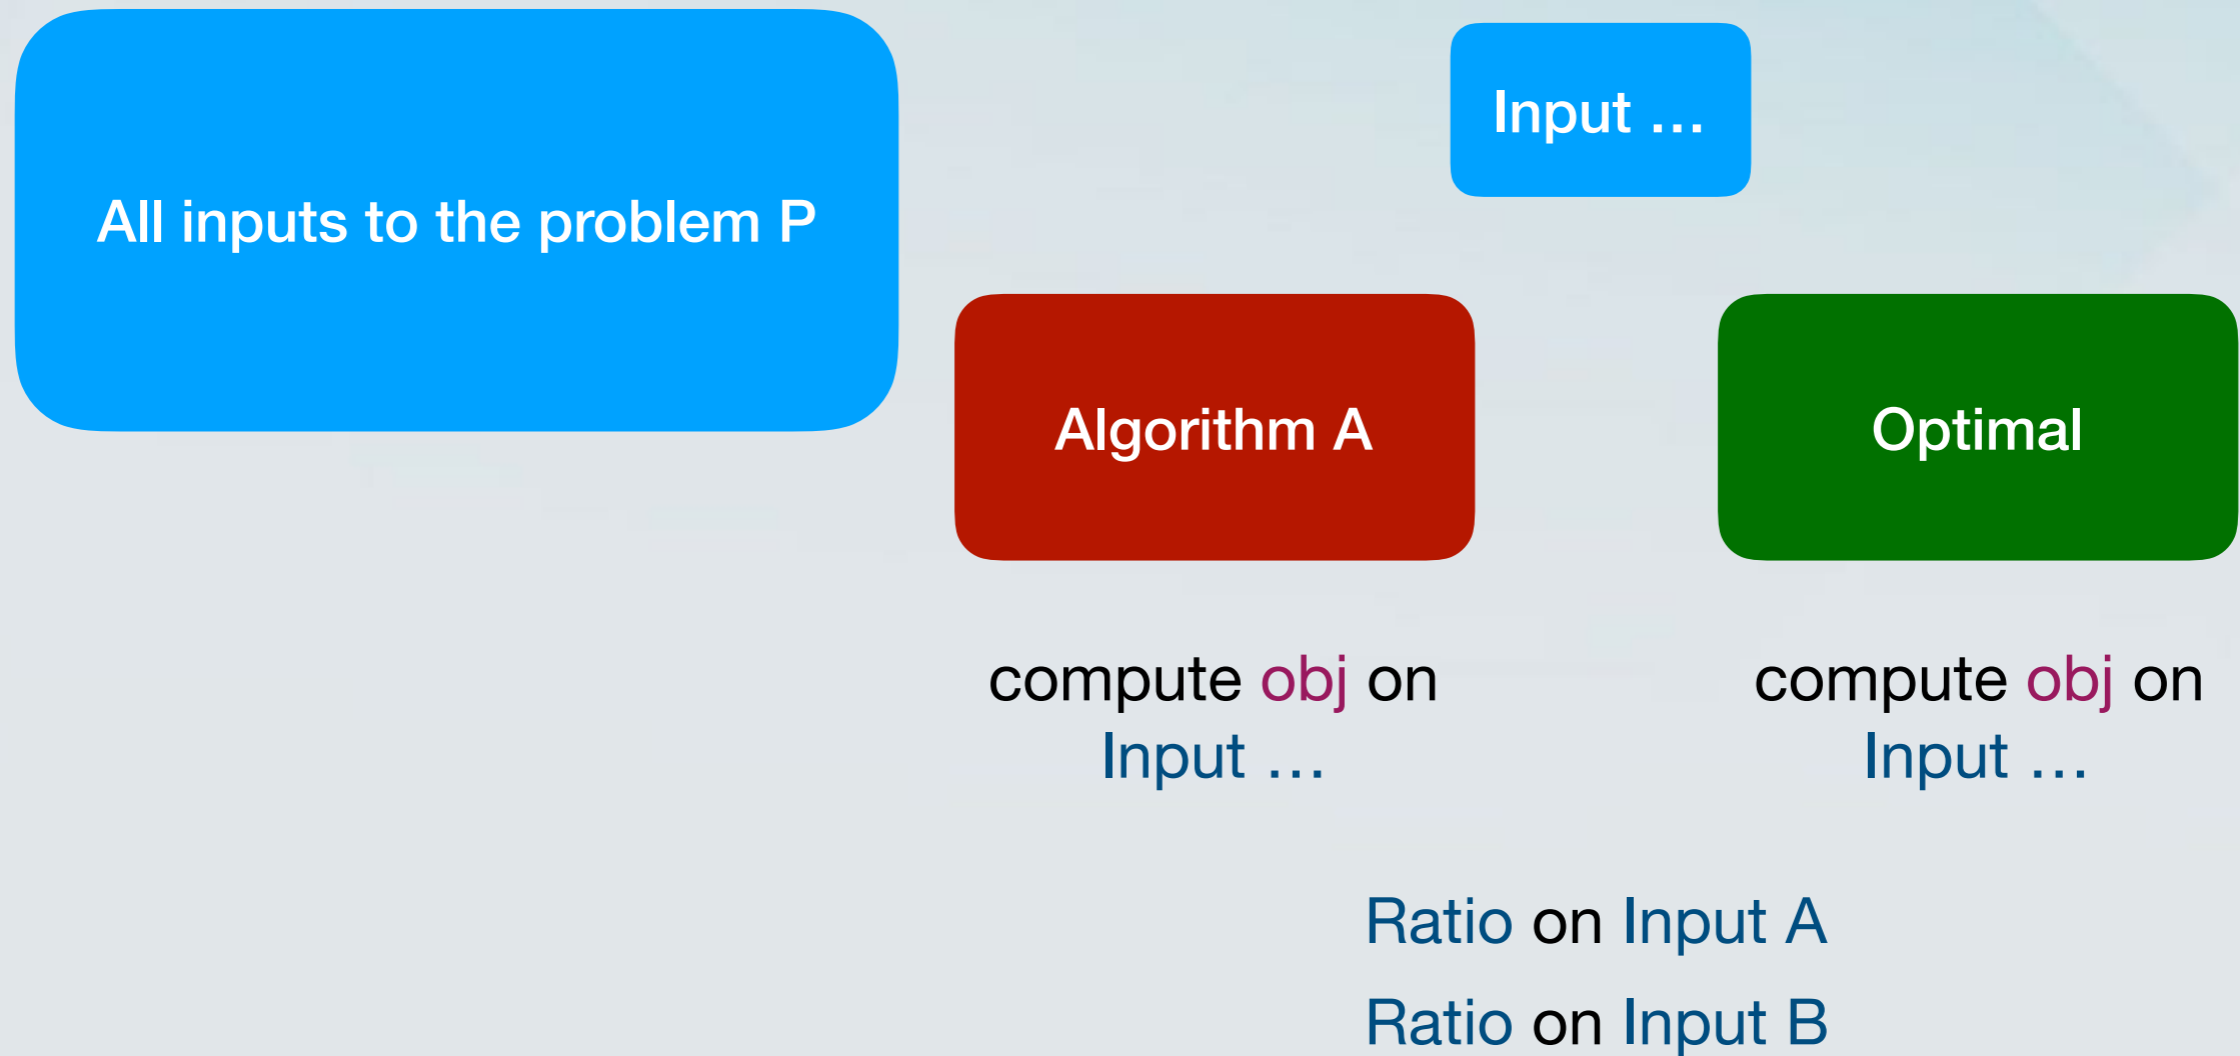 Input …
All inputs to the problem P
Algorithm A
Optimal
compute obj on
Input …
compute obj on
Input …
Ratio on Input A
Ratio on Input B